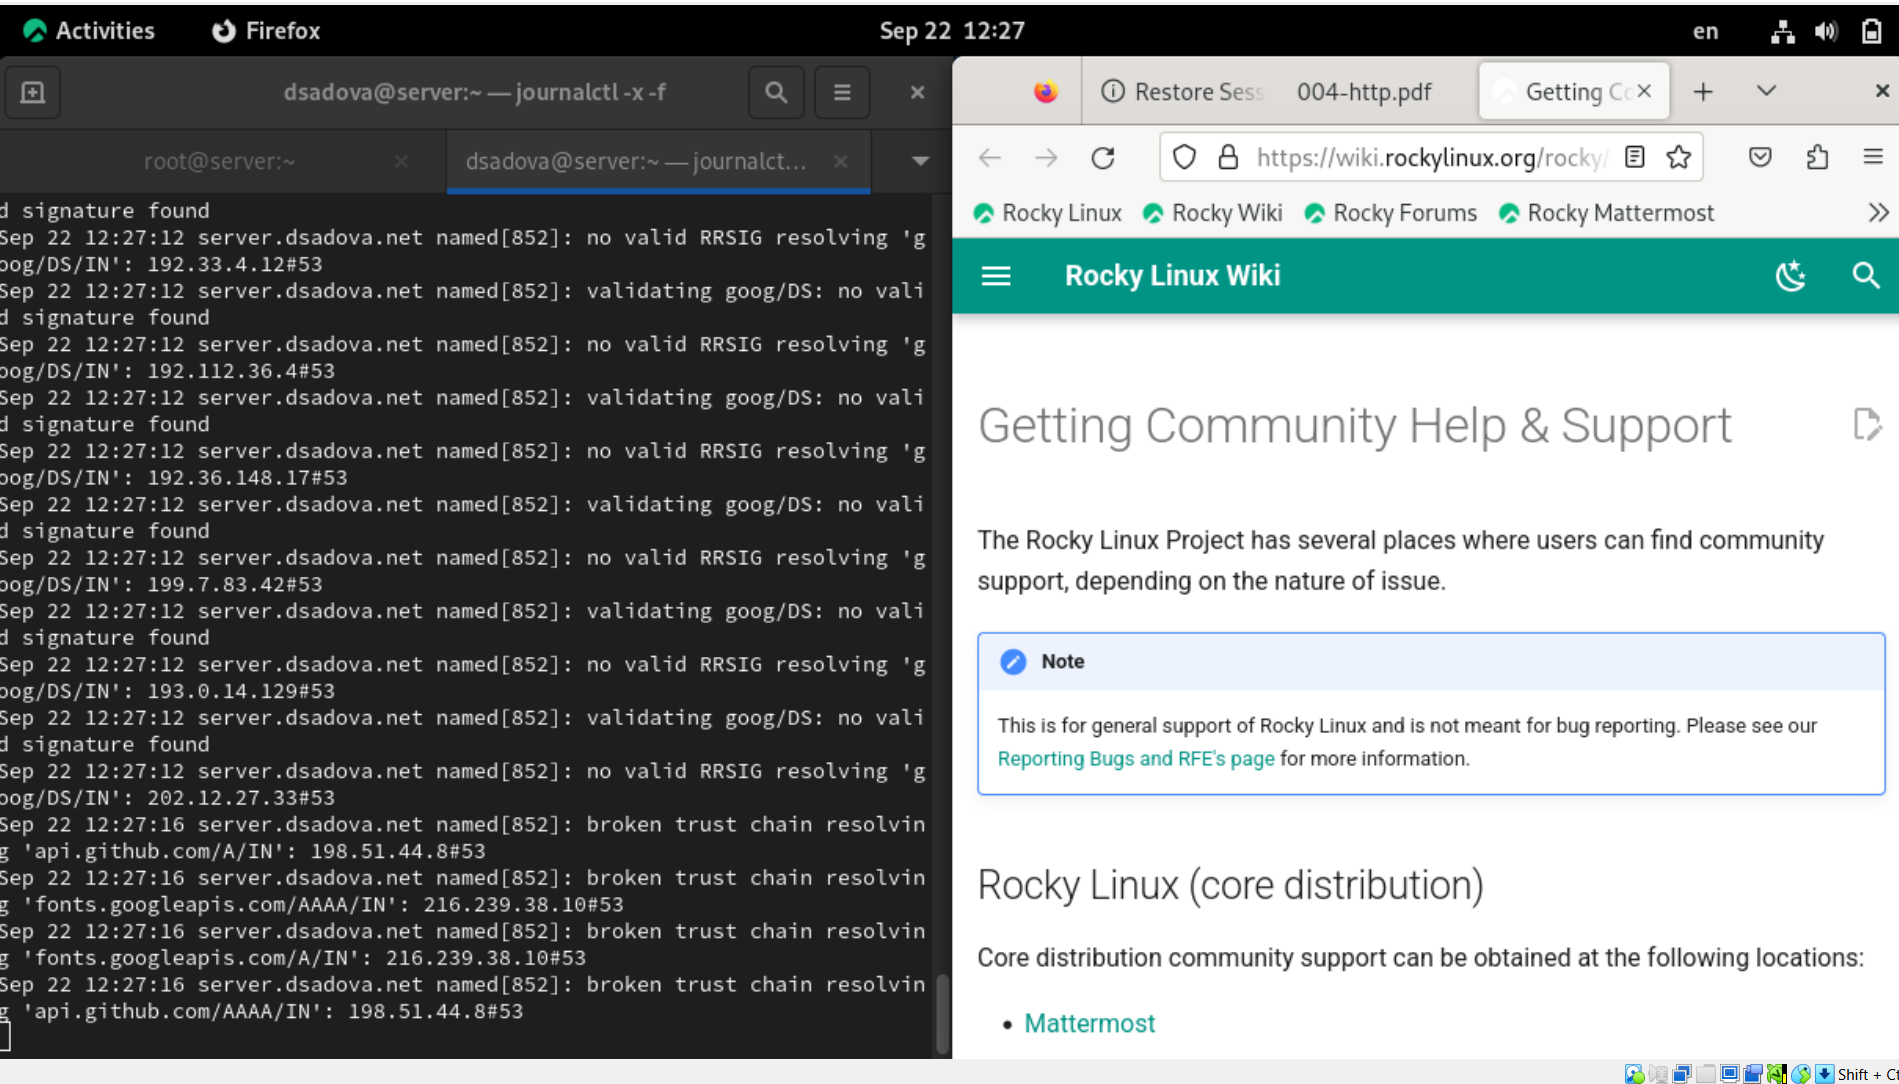 Activities Firefox Sep 22 12:27 en
dsadova@server:~ — journalctl -x -f
root@server:~ dsadova@server:~ — journalct…
d signature found
Sep 22 12:27:12 server.dsadova.net named[852]: no valid RRSIG resolving 'g
oog/DS/IN': 192.33.4.12#53
Sep 22 12:27:12 server.dsadova.net named[852]: validating goog/DS: no vali
d signature found
Sep 22 12:27:12 server.dsadova.net named[852]: no valid RRSIG resolving 'g
oog/DS/IN': 192.112.36.4#53
Sep 22 12:27:12 server.dsadova.net named[852]: validating goog/DS: no vali
d signature found
Sep 22 12:27:12 server.dsadova.net named[852]: no valid RRSIG resolving 'g
oog/DS/IN': 192.36.148.17#53
Sep 22 12:27:12 server.dsadova.net named[852]: validating goog/DS: no vali
d signature found
Sep 22 12:27:12 server.dsadova.net named[852]: no valid RRSIG resolving 'g
oog/DS/IN': 199.7.83.42#53
Sep 22 12:27:12 server.dsadova.net named[852]: validating goog/DS: no vali
d signature found
Sep 22 12:27:12 server.dsadova.net named[852]: no valid RRSIG resolving 'g
oog/DS/IN': 193.0.14.129#53
Sep 22 12:27:12 server.dsadova.net named[852]: validating goog/DS: no vali
d signature found
Sep 22 12:27:12 server.dsadova.net named[852]: no valid RRSIG resolving 'g
oog/DS/IN': 202.12.27.33#53
Sep 22 12:27:16 server.dsadova.net named[852]: broken trust chain resolvin
g 'api.github.com/A/IN': 198.51.44.8#53
Sep 22 12:27:16 server.dsadova.net named[852]: broken trust chain resolvin
g 'fonts.googleapis.com/AAAA/IN': 216.239.38.10#53
Sep 22 12:27:16 server.dsadova.net named[852]: broken trust chain resolvin
g 'fonts.googleapis.com/A/IN': 216.239.38.10#53
Sep 22 12:27:16 server.dsadova.net named[852]: broken trust chain resolvin
g 'api.github.com/AAAA/IN': 198.51.44.8#53
Restore Sess 004-http.pdf Getting Co
https://wiki.rockylinux.org/rocky/
Rocky Linux Rocky Wiki Rocky Forums Rocky Mattermost
Rocky Linux Wiki
Getting Community Help & Support
The Rocky Linux Project has several places where users can find community
support, depending on the nature of issue.
Note
This is for general support of Rocky Linux and is not meant for bug reporting. Please see our
Reporting Bugs and RFE's page for more information.
Rocky Linux (core distribution)
Core distribution community support can be obtained at the following locations:
• Mattermost
Shift + Ct